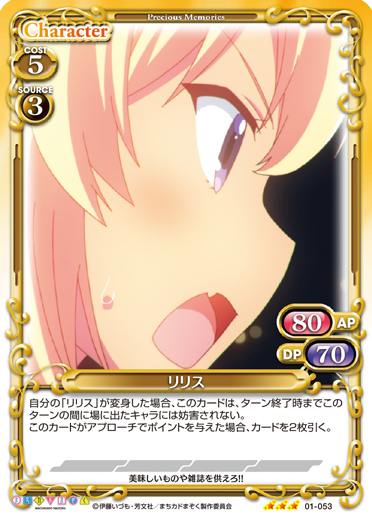 Precious Memories
Character
COST
5
SOURCE
3
80 AP
DP 70
リリス
自分の「リリス」が変身した場合、このカードは、ターン終了時までこの
ターンの間に場に出たキャラには妨害されない。
このカードがアプローチでポイントを与えた場合、カードを2枚引く。
美味しいものや雑誌を供えろ!!
©伊藤いづも・芳文社/まちカドまぞく製作委員会
01-053